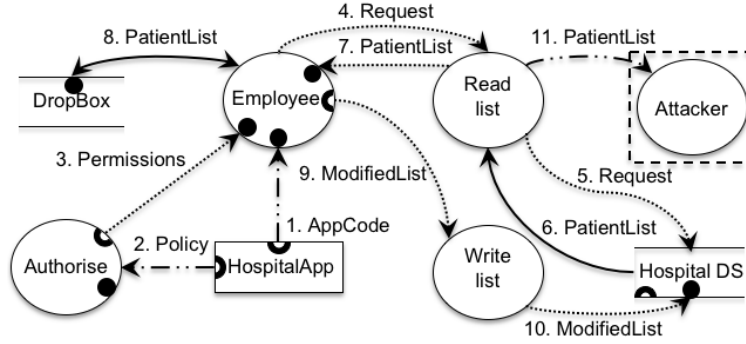 4. Request
8. PatientList
7. PatientList
11. PatientList
DropBox
Employee
Read
list
Attacker
3. Permissions
9. ModifiedList
5. Request
1. AppCode
2. Policy
6. PatientList
Authorise
HospitalApp
Write
list
Hospital DS
10. ModifiedList